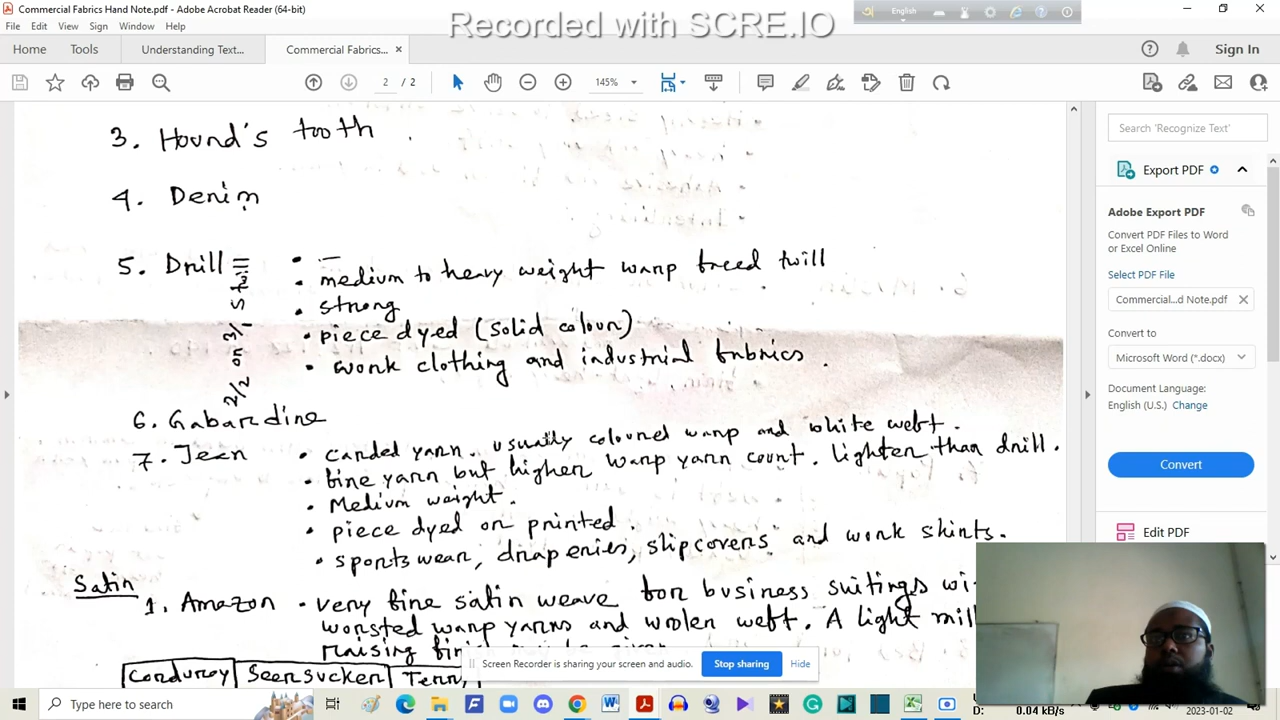 Commercial Fabrics Hand Note.pdf - Adobe Acrobat Reader (64-bit)
English
Recorded with SCRE.IO
File Edit View Sign Window Help
Home Tools Understanding Text... Commercial Fabrics... × Sign In
2 / 2 145%
3. Hound's tooth
4. Denim
5. Drill
2/2 or 3/1 S twill
• medium to heavy weight warp faced twill
• strong
• piece dyed (solid colour)
• work clothing and industrial fabrics.
6. Gabardine
7. Jean • carded yarn. usually coloured warp and white weft.
• fine yarn but higher warp yarn count. lighter than drill.
• Medium weight.
• piece dyed or printed.
• sportswear, draperies, slipcovers and work shirts.
Satin
1. Amazon • very fine satin weave for business suitings wi
worsted warp yarns and woolen weft. A light mil
raising
Corduroy Seersucker Terry
Search 'Recognize Text'
Export PDF
Adobe Export PDF
Convert PDF Files to Word
or Excel Online
Select PDF File
Commercial...d Note.pdf
Convert to
Microsoft Word (*.docx)
Document Language:
English (U.S.) Change
Convert
Edit PDF
Screen Recorder is sharing your screen and audio. Stop sharing Hide
Type here to search
D: 0.04 kB/s
2023-01-02